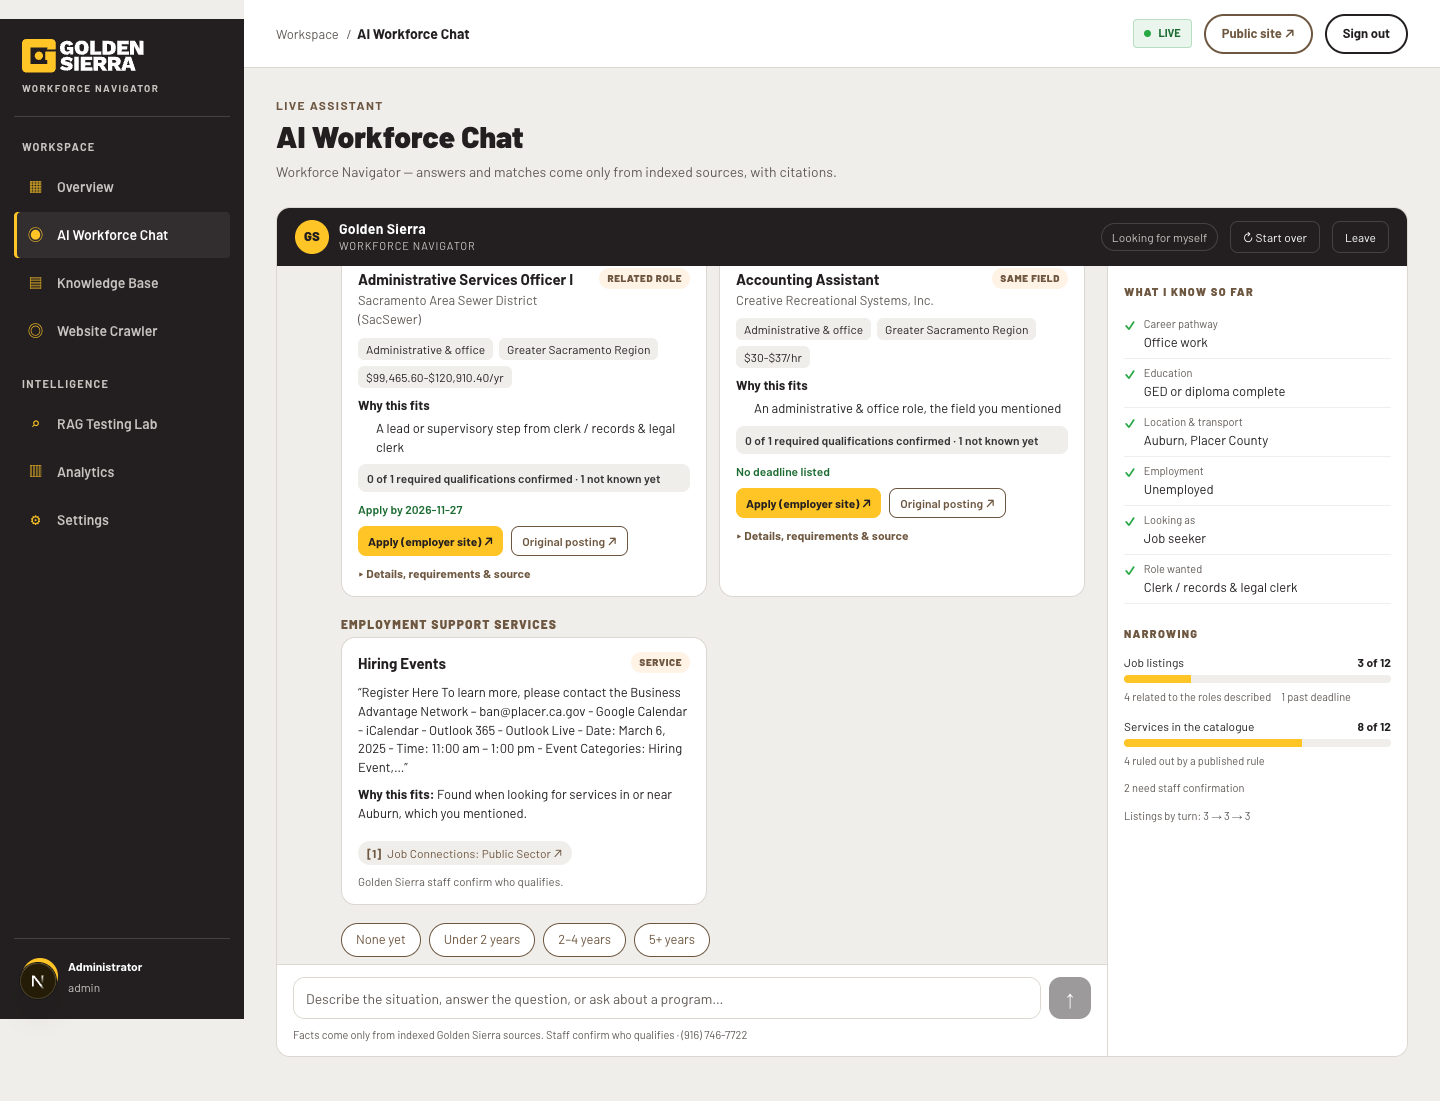 GOLDEN
SIERRA
WORKFORCE NAVIGATOR
WORKSPACE
Overview
AI Workforce Chat
Knowledge Base
Website Crawler
INTELLIGENCE
RAG Testing Lab
Analytics
Settings
N
Administrator
admin
Workspace / AI Workforce Chat
LIVE
Public site ↗
Sign out
LIVE ASSISTANT
AI Workforce Chat
Workforce Navigator — answers and matches come only from indexed sources, with citations.
GS
Golden Sierra
WORKFORCE NAVIGATOR
Looking for myself
↻ Start over
Leave
Administrative Services Officer I
RELATED ROLE
Sacramento Area Sewer District
(SacSewer)
Administrative & office
Greater Sacramento Region
$99,465.60-$120,910.40/yr
Why this fits
A lead or supervisory step from clerk / records & legal
clerk
0 of 1 required qualifications confirmed · 1 not known yet
Apply by 2026-11-27
Apply (employer site) ↗
Original posting ↗
▸ Details, requirements & source
Accounting Assistant
SAME FIELD
Creative Recreational Systems, Inc.
Administrative & office
Greater Sacramento Region
$30-$37/hr
Why this fits
An administrative & office role, the field you mentioned
0 of 1 required qualifications confirmed · 1 not known yet
No deadline listed
Apply (employer site) ↗
Original posting ↗
▸ Details, requirements & source
EMPLOYMENT SUPPORT SERVICES
Hiring Events
SERVICE
“Register Here To learn more, please contact the Business
Advantage Network – ban@placer.ca.gov - Google Calendar
- iCalendar - Outlook 365 - Outlook Live - Date: March 6,
2025 - Time: 11:00 am – 1:00 pm - Event Categories: Hiring
Event,…”
Why this fits: Found when looking for services in or near
Auburn, which you mentioned.
[1] Job Connections: Public Sector ↗
Golden Sierra staff confirm who qualifies.
None yet
Under 2 years
2–4 years
5+ years
Describe the situation, answer the question, or ask about a program...
↑
Facts come only from indexed Golden Sierra sources. Staff confirm who qualifies · (916) 746-7722
WHAT I KNOW SO FAR
Career pathway
Office work
Education
GED or diploma complete
Location & transport
Auburn, Placer County
Employment
Unemployed
Looking as
Job seeker
Role wanted
Clerk / records & legal clerk
NARROWING
Job listings
3 of 12
4 related to the roles described
1 past deadline
Services in the catalogue
8 of 12
4 ruled out by a published rule
2 need staff confirmation
Listings by turn: 3 → 3 → 3